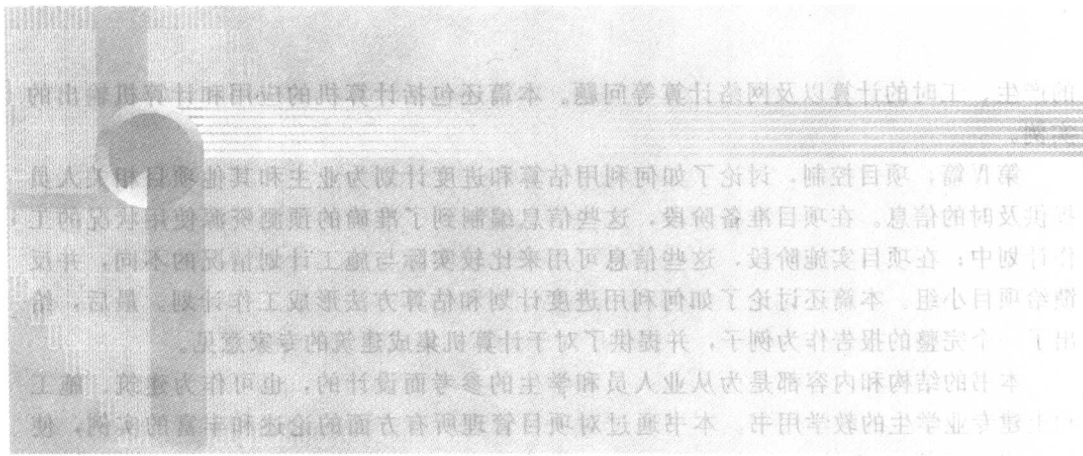 的产生、工时的计算以及网络计算等问题。本篇还包括计算机的应用和计算机输出的
实例。
第Ⅳ篇,项目控制,讨论了如何利用估算和进度计划为业主和其他项目相关人员
提供及时的信息。在项目准备阶段,这些信息编制到了准确的预测资源使用状况的工
作计划中;在项目实施阶段,这些信息可用来比较实际与施工计划情况的不同,并反
馈给项目小组。本篇还讨论了如何利用进度计划和估算方法形成工作计划。最后,给
出了一个完整的报告作为例子,并提供了对于计算机集成建筑的专家意见。
本书的结构和内容都是为从业人员和学生的参考而设计的,也可作为建筑、施工
和土建专业学生的教学用书。本书通过对项目管理所有方面的论述和丰富的实例,使